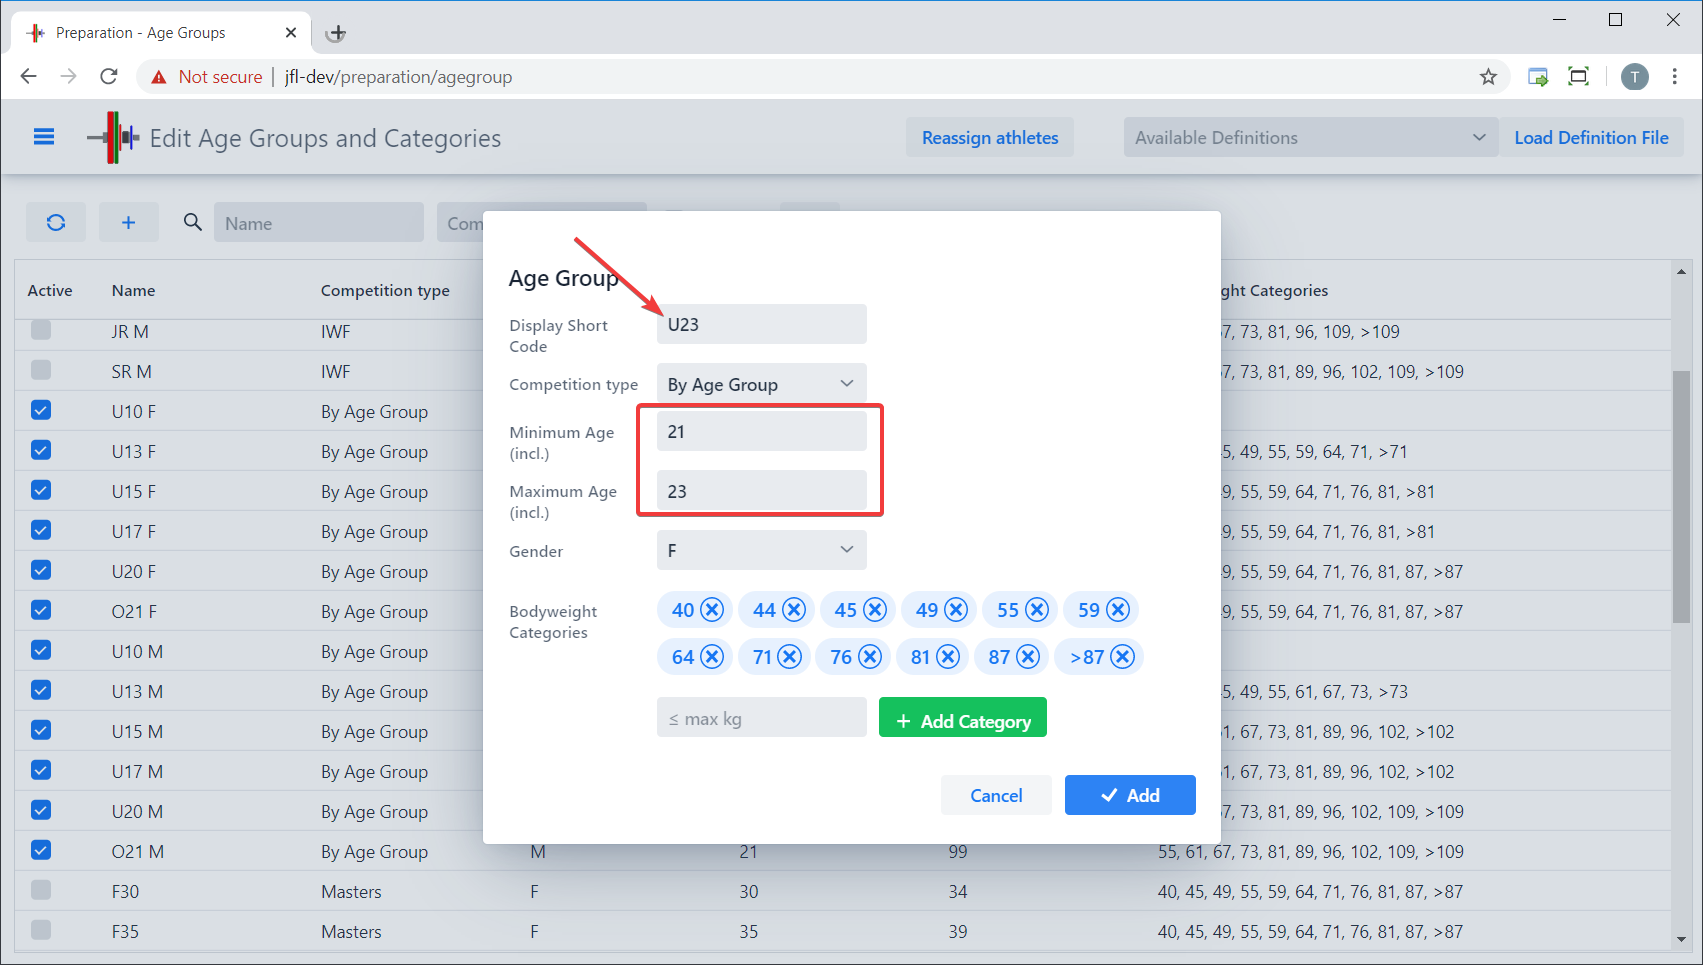 Preparation - Age Groups
Not secure | jfl-dev/preparation/agegroup
T
Edit Age Groups and Categories
Reassign athletes
Available Definitions
Load Definition File
Name
Com
Active Name Competition type ght Categories
JR M IWF 7, 73, 81, 96, 109, >109
SR M IWF 7, 73, 81, 89, 96, 102, 109, >109
U10 F By Age Group
U13 F By Age Group 5, 49, 55, 59, 64, 71, >71
U15 F By Age Group 9, 55, 59, 64, 71, 76, 81, >81
U17 F By Age Group 9, 55, 59, 64, 71, 76, 81, >81
U20 F By Age Group 9, 55, 59, 64, 71, 76, 81, 87, >87
O21 F By Age Group 9, 55, 59, 64, 71, 76, 81, 87, >87
U10 M By Age Group
U13 M By Age Group 5, 49, 55, 61, 67, 73, >73
U15 M By Age Group 1, 67, 73, 81, 89, 96, 102, >102
U17 M By Age Group 1, 67, 73, 81, 89, 96, 102, >102
U20 M By Age Group 7, 73, 81, 89, 96, 102, 109, >109
O21 M By Age Group M 21 99 55, 61, 67, 73, 81, 89, 96, 102, 109, >109
F30 Masters F 30 34 40, 45, 49, 55, 59, 64, 71, 76, 81, 87, >87
F35 Masters F 35 39 40, 45, 49, 55, 59, 64, 71, 76, 81, 87, >87
Age Group
Display Short
Code
U23
Competition type
By Age Group
Minimum Age
(incl.)
21
Maximum Age
(incl.)
23
Gender
F
Bodyweight
Categories
40 44 45 49 55 59
64 71 76 81 87 >87
≤ max kg
+ Add Category
Cancel
Add